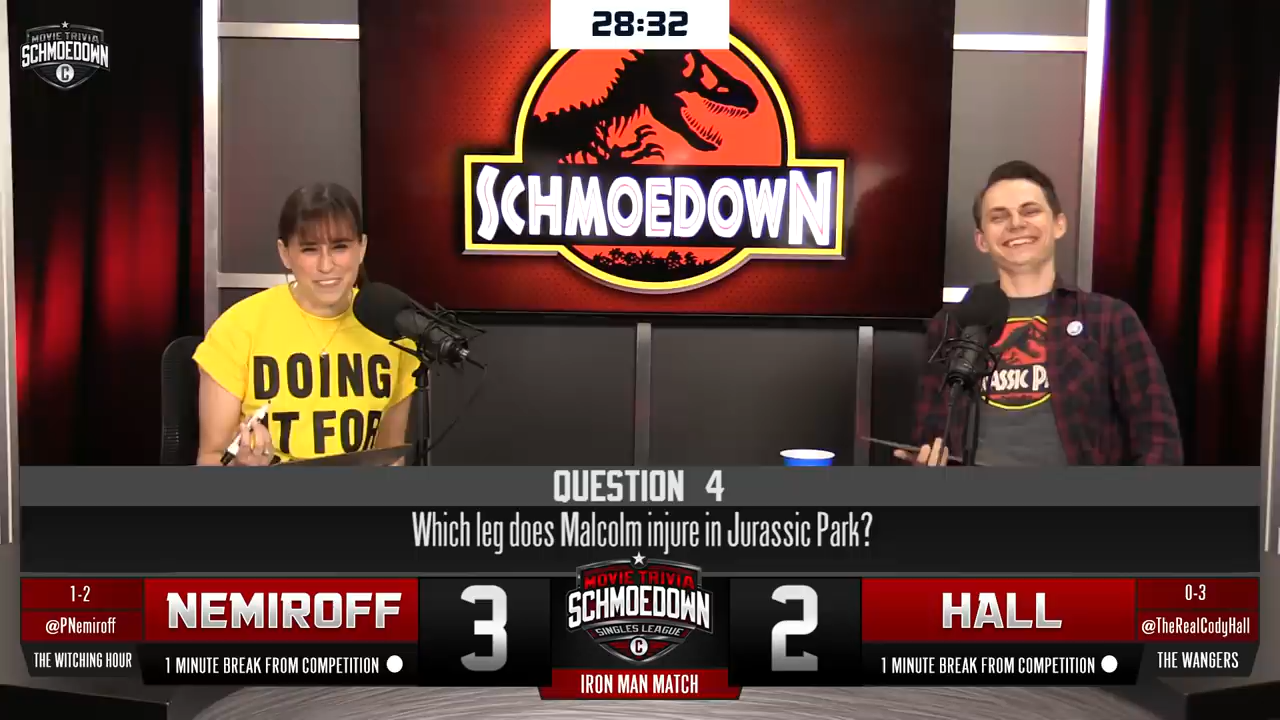 28:32
MOVIE TRIVIA
SCHMOEDOWN
C
SCHMOEDOWN
DOING
IT FOR
ASSIC PA
QUESTION 4
Which leg does Malcolm injure in Jurassic Park?
1-2
@PNemiroff
THE WITCHING HOUR
NEMIROFF
1 MINUTE BREAK FROM COMPETITION
3
MOVIE TRIVIA
SCHMOEDOWN
SINGLES LEAGUE
C
IRON MAN MATCH
2
HALL
1 MINUTE BREAK FROM COMPETITION
0-3
@TheRealCodyHall
THE WANGERS